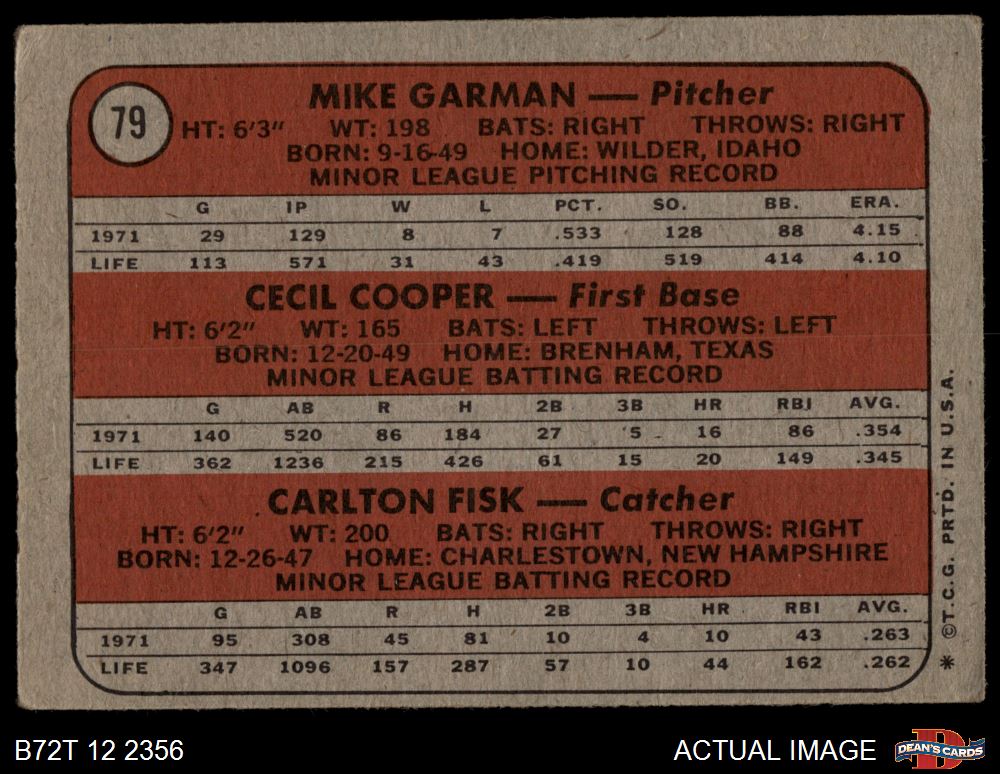 79
MIKE GARMAN — Pitcher
HT: 6'3" WT: 198 BATS: RIGHT THROWS: RIGHT
BORN: 9-16-49 HOME: WILDER, IDAHO
MINOR LEAGUE PITCHING RECORD
G IP W L PCT. SO. BB. ERA.
1971 29 129 8 7 .533 128 88 4.15
LIFE 113 571 31 43 .419 519 414 4.10
CECIL COOPER — First Base
HT: 6'2" WT: 165 BATS: LEFT THROWS: LEFT
BORN: 12-20-49 HOME: BRENHAM, TEXAS
MINOR LEAGUE BATTING RECORD
G AB R H 2B 3B HR RBI AVG.
1971 140 520 86 184 27 5 16 86 .354
LIFE 362 1236 215 426 61 15 20 149 .345
CARLTON FISK — Catcher
HT: 6'2" WT: 200 BATS: RIGHT THROWS: RIGHT
BORN: 12-26-47 HOME: CHARLESTOWN, NEW HAMPSHIRE
MINOR LEAGUE BATTING RECORD
G AB R H 2B 3B HR RBI AVG.
1971 95 308 45 81 10 4 10 43 .263
LIFE 347 1096 157 287 57 10 44 162 .262
* ©T.C.G. PRTD. IN U.S.A.
B72T 12 2356
ACTUAL IMAGE
DEAN'S CARDS